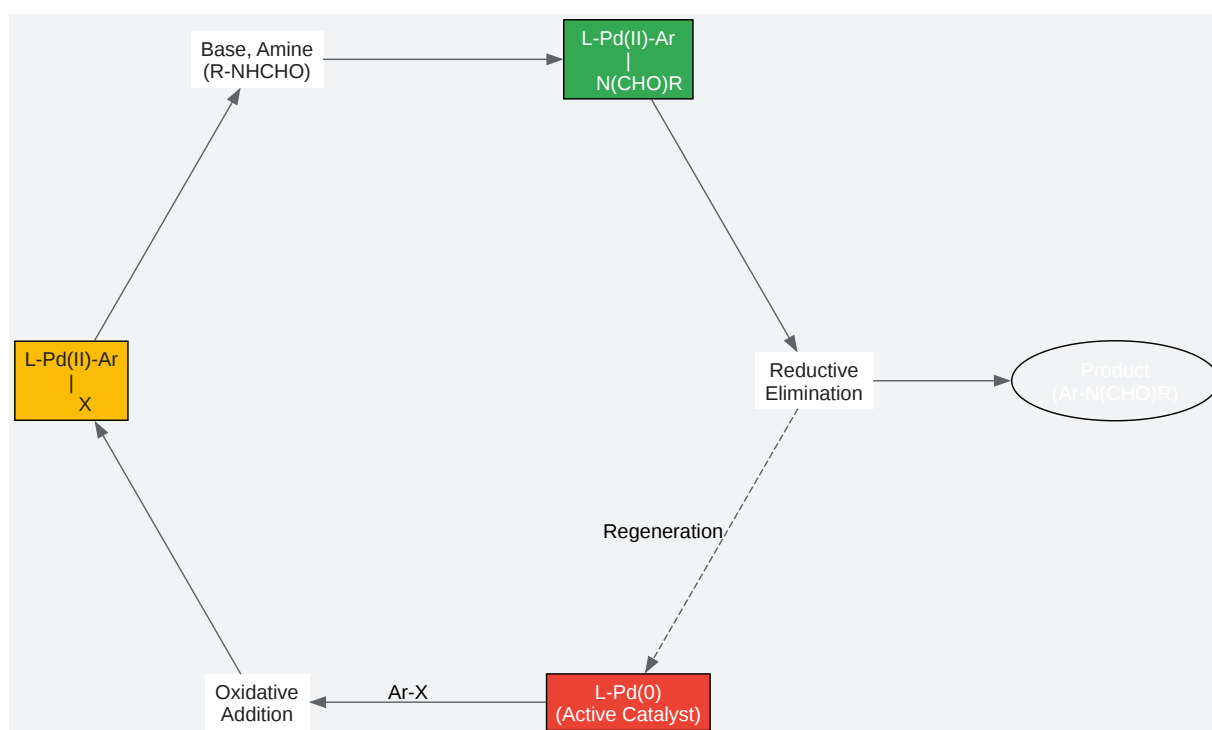 Base, Amine
(R-NHCHO)
L-Pd(II)-Ar
|
N(CHO)R
L-Pd(II)-Ar
|
X
Reductive
Elimination
Product
(Ar-N(CHO)R)
Regeneration
Oxidative
Addition
Ar-X
L-Pd(0)
(Active Catalyst)